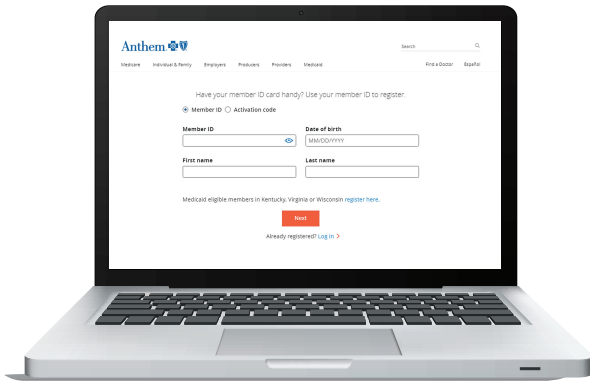 Anthem
Search
Medicare Individual & Family Employers Producers Providers Medicaid Find a Doctor Español
Have your member ID card handy? Use your member ID to register.
Member ID Activation code
Member ID Date of birth
MM/DD/YYYY
First name Last name
Medicaid eligible members in Kentucky, Virginia or Wisconsin register here.
Next
Already registered? Log in >